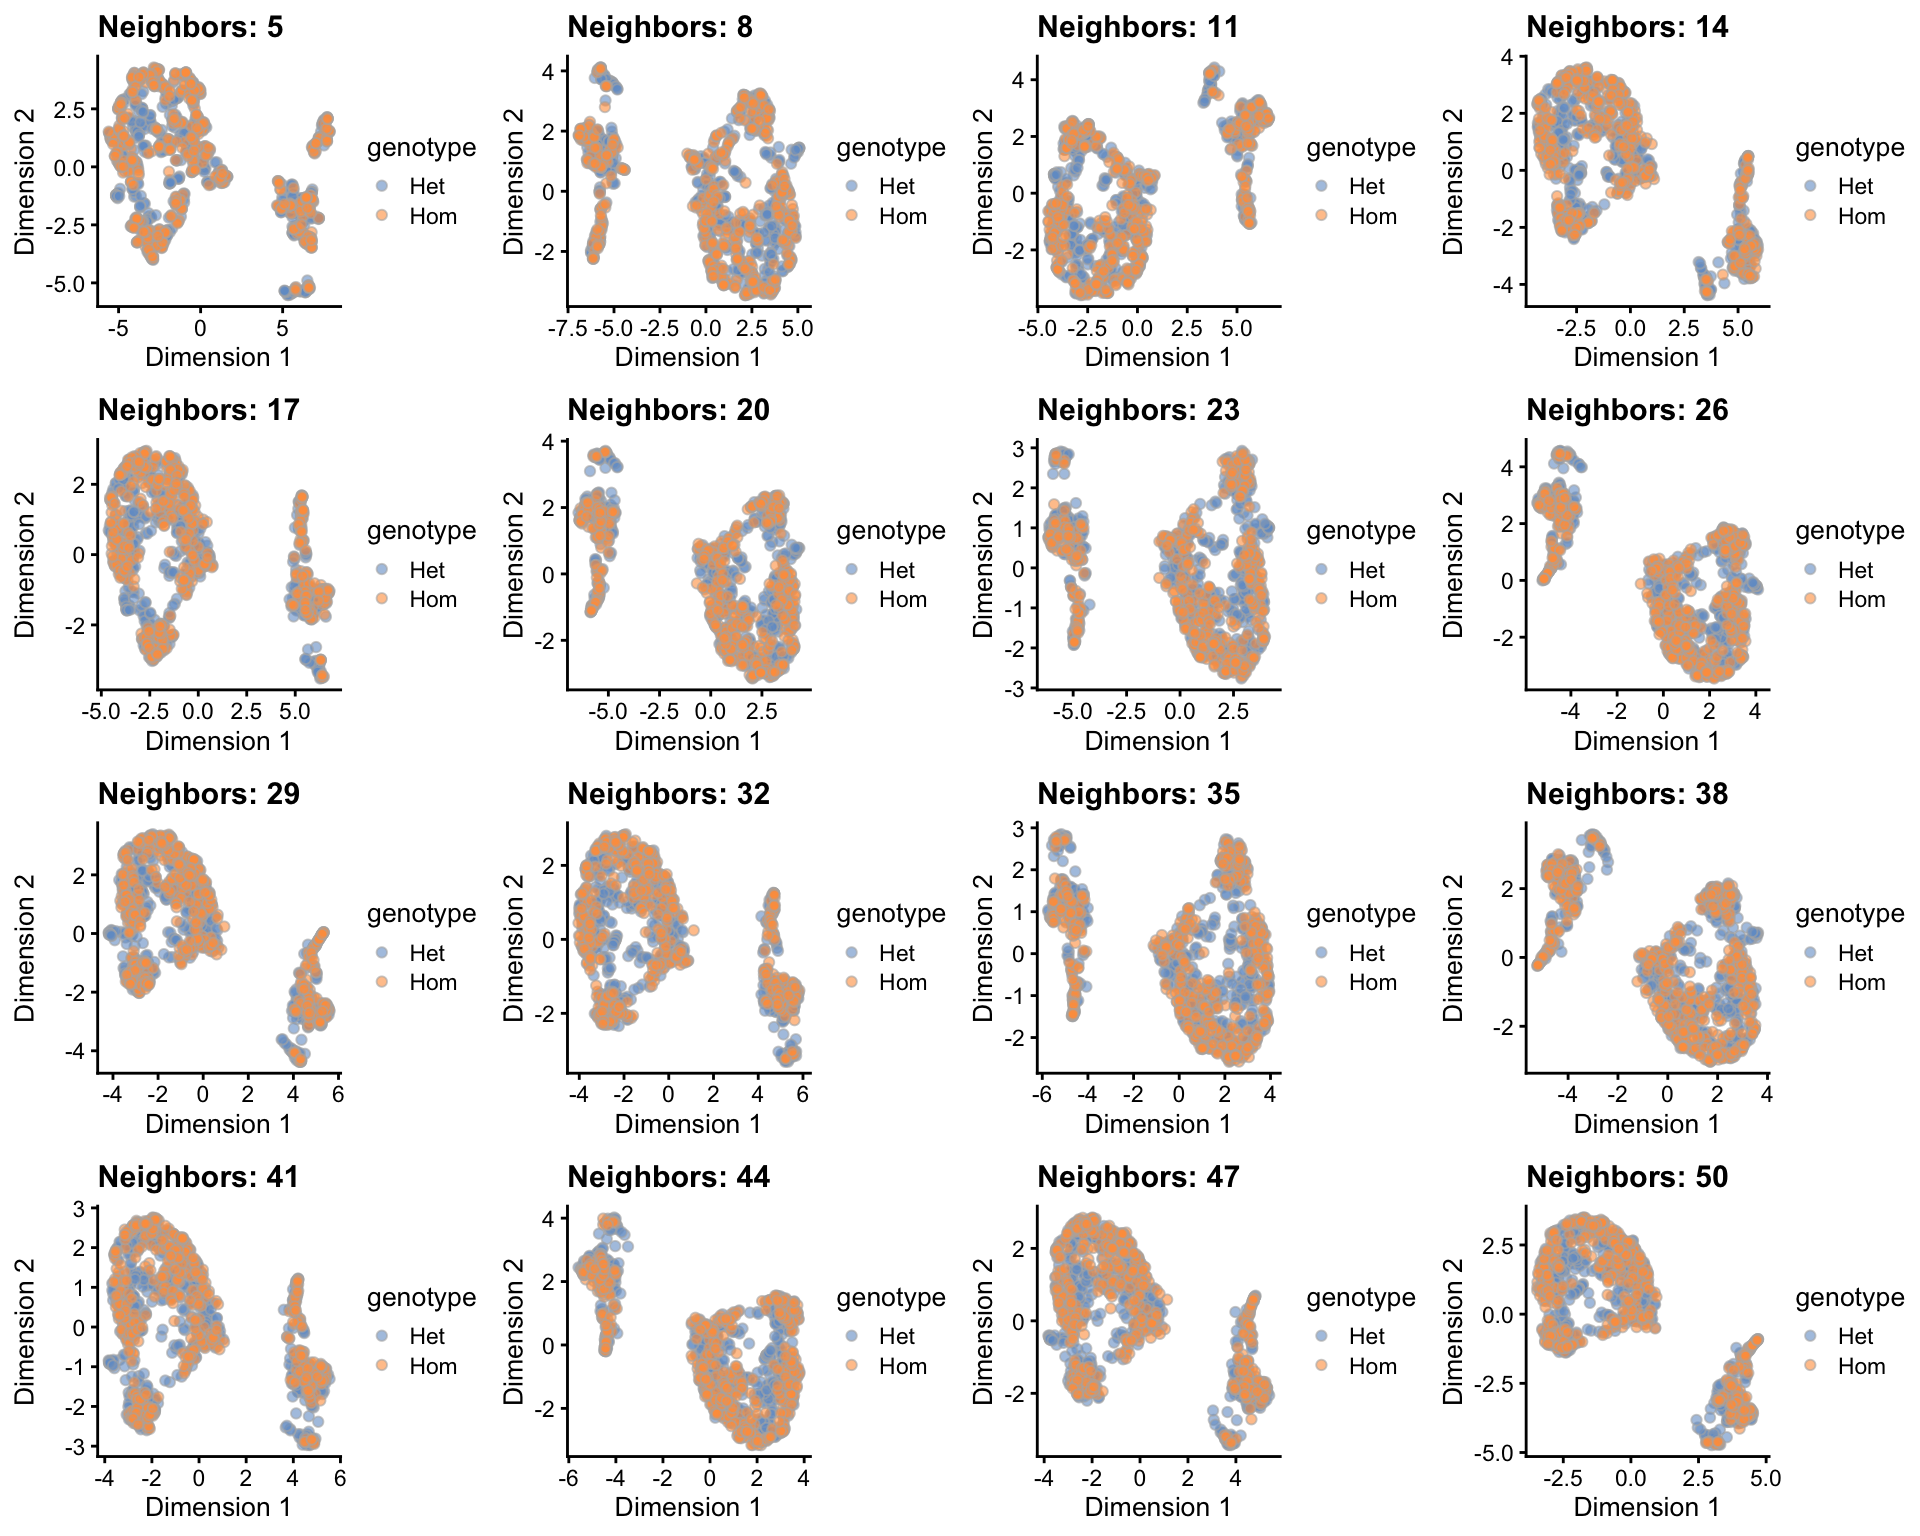 Neighbors: 5
Neighbors: 8
Neighbors: 11
Neighbors: 14
Dimension 2
2.5
0.0
-2.5
-5.0
-5 0 5
Dimension 1
genotype
Het
Hom
Dimension 2
4
2
0
-2
-7.5 -5.0 -2.5 0.0 2.5 5.0
Dimension 1
genotype
Het
Hom
Dimension 2
4
2
0
-2
-5.0 -2.5 0.0 2.5 5.0
Dimension 1
genotype
Het
Hom
Dimension 2
4
2
0
-2
-4
-2.5 0.0 2.5 5.0
Dimension 1
genotype
Het
Hom
Neighbors: 17
Neighbors: 20
Neighbors: 23
Neighbors: 26
Dimension 2
2
0
-2
-5.0 -2.5 0.0 2.5 5.0
Dimension 1
genotype
Het
Hom
Dimension 2
4
2
0
-2
-5.0 -2.5 0.0 2.5
Dimension 1
genotype
Het
Hom
Dimension 2
3
2
1
0
-1
-2
-3
-5.0 -2.5 0.0 2.5
Dimension 1
genotype
Het
Hom
Dimension 2
4
2
0
-2
-4 -2 0 2 4
Dimension 1
genotype
Het
Hom
Neighbors: 29
Neighbors: 32
Neighbors: 35
Neighbors: 38
Dimension 2
2
0
-2
-4
-4 -2 0 2 4 6
Dimension 1
genotype
Het
Hom
Dimension 2
2
0
-2
-4 -2 0 2 4 6
Dimension 1
genotype
Het
Hom
Dimension 2
3
2
1
0
-1
-2
-6 -4 -2 0 2 4
Dimension 1
genotype
Het
Hom
Dimension 2
2
0
-2
-4 -2 0 2 4
Dimension 1
genotype
Het
Hom
Neighbors: 41
Neighbors: 44
Neighbors: 47
Neighbors: 50
Dimension 2
3
2
1
0
-1
-2
-3
-4 -2 0 2 4 6
Dimension 1
genotype
Het
Hom
Dimension 2
4
2
0
-2
-6 -4 -2 0 2 4
Dimension 1
genotype
Het
Hom
Dimension 2
2
0
-2
-4 -2 0 2 4
Dimension 1
genotype
Het
Hom
Dimension 2
2.5
0.0
-2.5
-5.0
-2.5 0.0 2.5 5.0
Dimension 1
genotype
Het
Hom